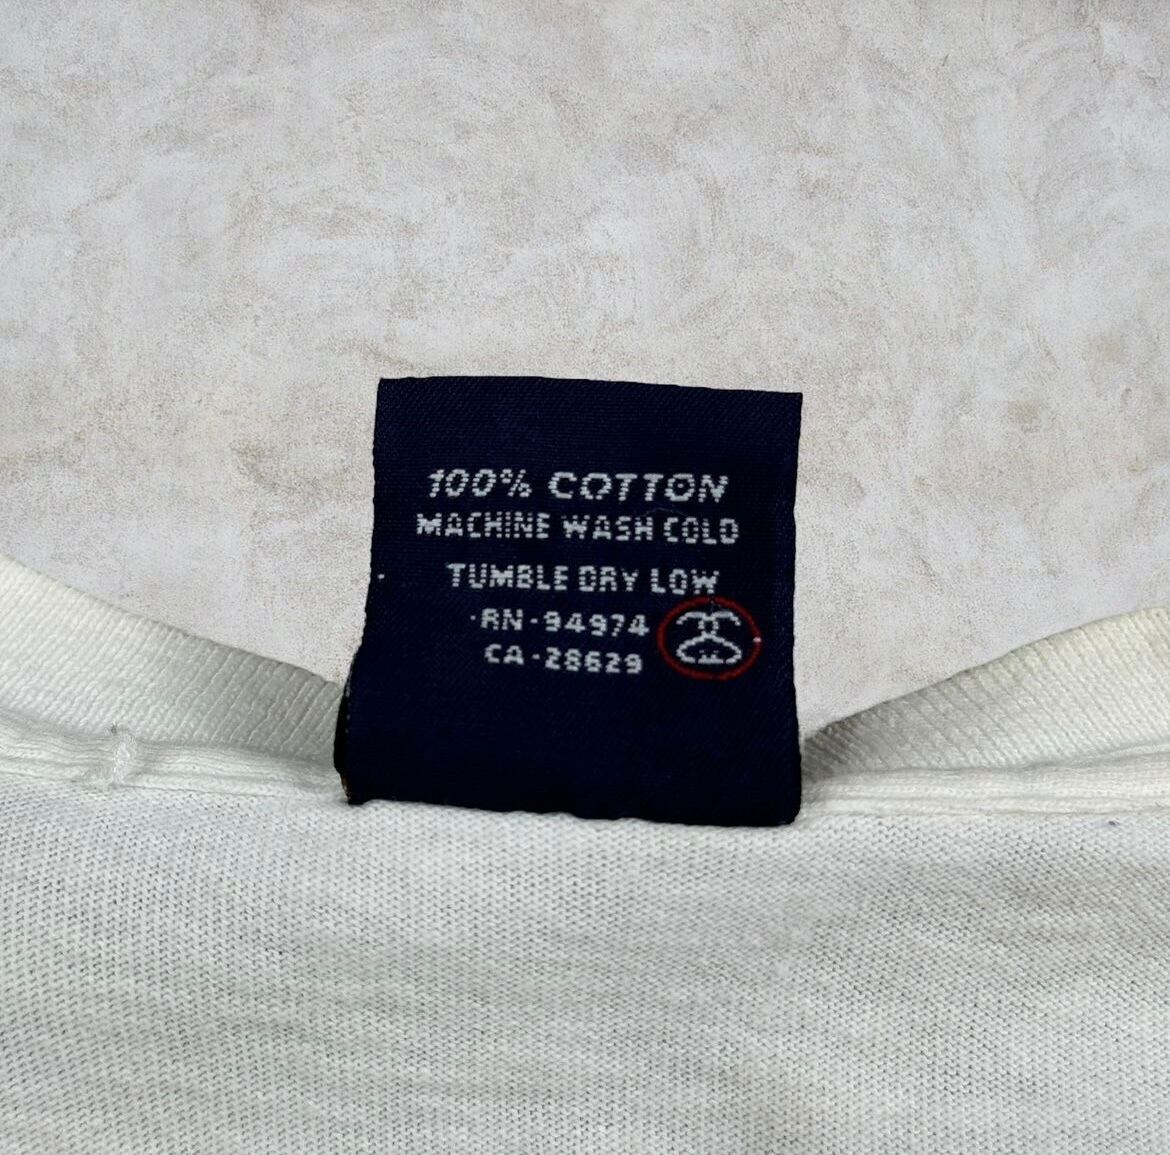 100% COTTON
MACHINE WASH COLD
TUMBLE DRY LOW
·RN-94974
CA-28629